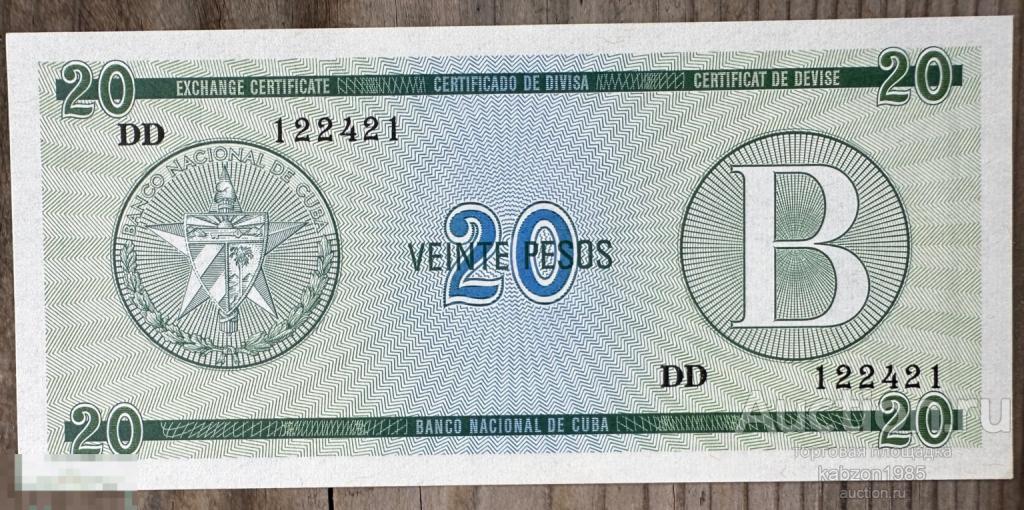 20 EXCHANGE CERTIFICATE CERTIFICADO DE DIVISA CERTIFICAT DE DEVISE 20
DD 122421
BANCO NACIONAL DE CUBA
20
VEINTE PESOS
B
DD 122421
20 BANCO NACIONAL DE CUBA 20
Auction.ru
торговая площадка
kabzon1985
auction.ru